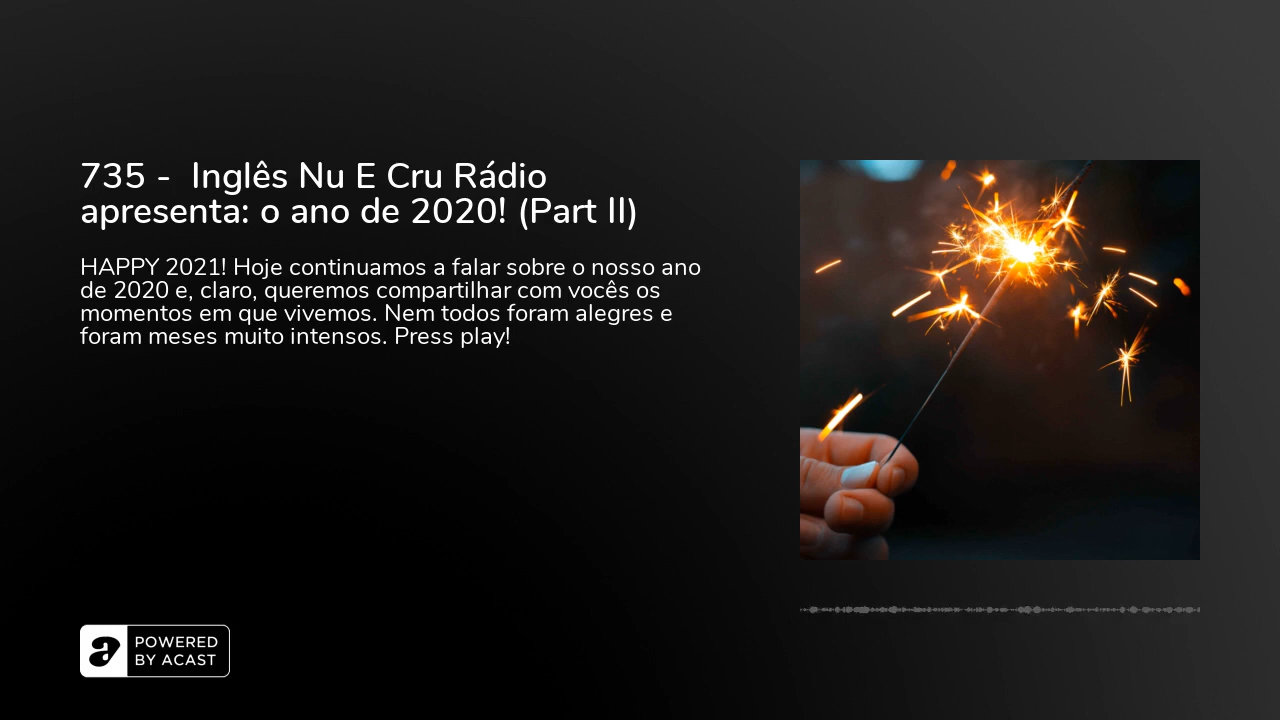 735 -  Inglês Nu E Cru Rádio
apresenta: o ano de 2020! (Part II)
HAPPY 2021! Hoje continuamos a falar sobre o nosso ano
de 2020 e, claro, queremos compartilhar com vocês os
momentos em que vivemos. Nem todos foram alegres e
foram meses muito intensos. Press play!
POWERED
BY ACAST